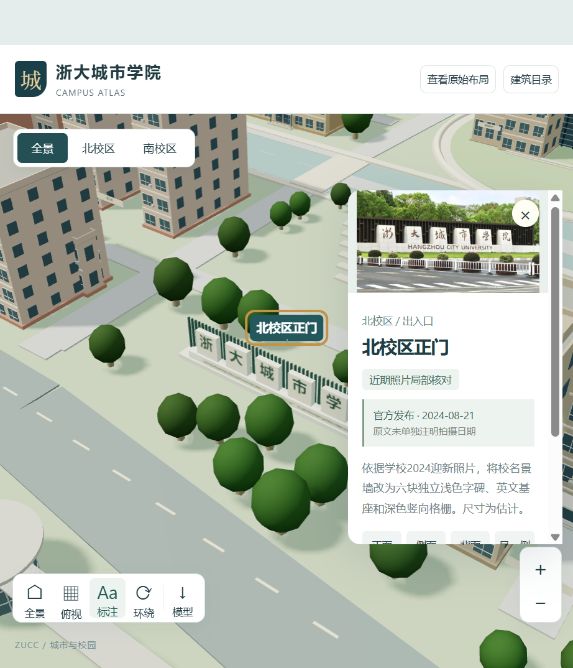 城
浙大城市学院
CAMPUS ATLAS
查看原始布局
建筑目录
全景
北校区
南校区
浙大城市学院
HANGZHOU CITY UNIVERSITY
×
北校区 / 出入口
北校区正门
近期照片局部核对
官方发布 · 2024-08-21
原文未单独注明拍摄日期
依据学校2024迎新照片，将校名景
墙改为六块独立浅色字碑、英文基
座和深色竖向格栅。尺寸为估计。
北校区正门
浙大城市学
全景
俯视
Aa
标注
环绕
模型
+
−
ZUCC / 城市与校园